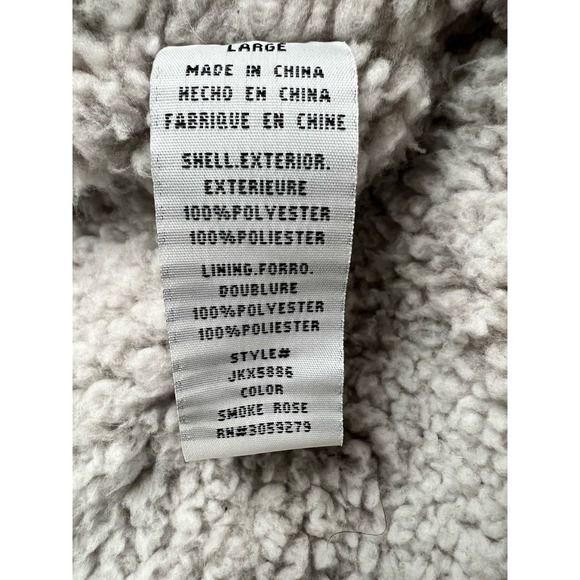 LARGE
MADE IN CHINA
HECHO EN CHINA
FABRIQUE EN CHINE
SHELL.EXTERIOR.
EXTERIEURE
100%POLYESTER
100%POLIESTER
LINING.FORRO.
DOUBLURE
100%POLYESTER
100%POLIESTER
STYLE#
JKX5886
COLOR
SMOKE ROSE
RN#3059279